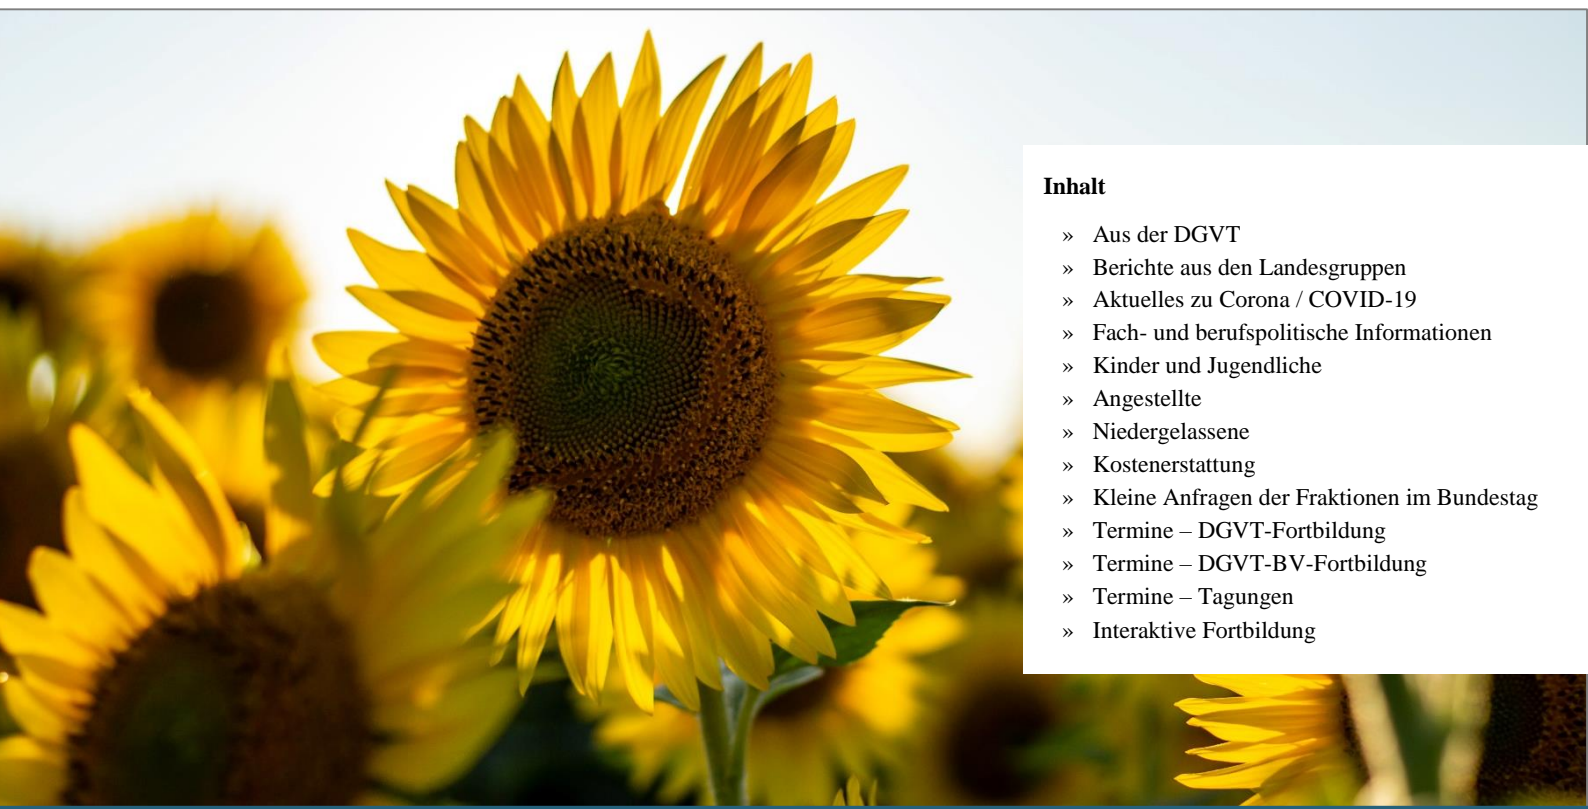 Inhalt
» Aus der DGVT
» Berichte aus den Landesgruppen
» Aktuelles zu Corona / COVID-19
» Fach- und berufspolitische Informationen
» Kinder und Jugendliche
» Angestellte
» Niedergelassene
» Kostenerstattung
» Kleine Anfragen der Fraktionen im Bundestag
» Termine – DGVT-Fortbildung
» Termine – DGVT-BV-Fortbildung
» Termine – Tagungen
» Interaktive Fortbildung